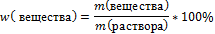 w( вещества) = m(вещества) / m(раствора) * 100%